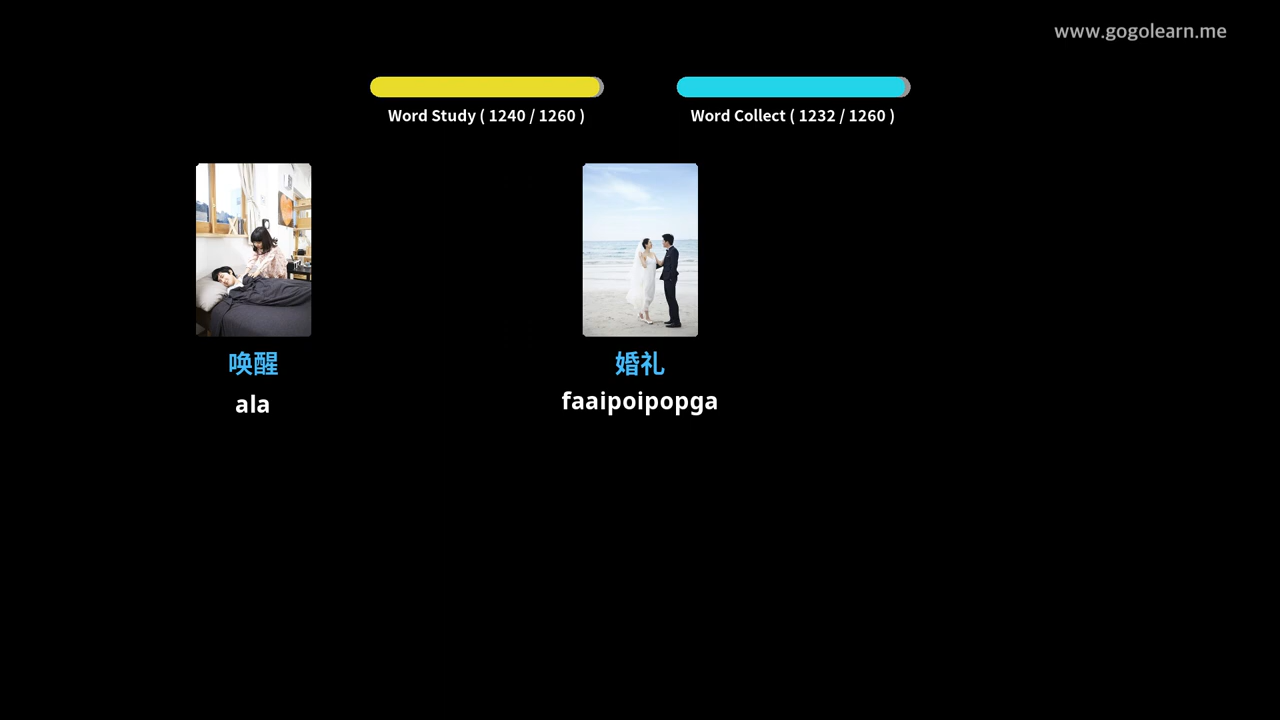 www.gogolearn.me
Word Study ( 1240 / 1260 )
Word Collect ( 1232 / 1260 )
唤醒
婚礼
ala
faaipoipopga